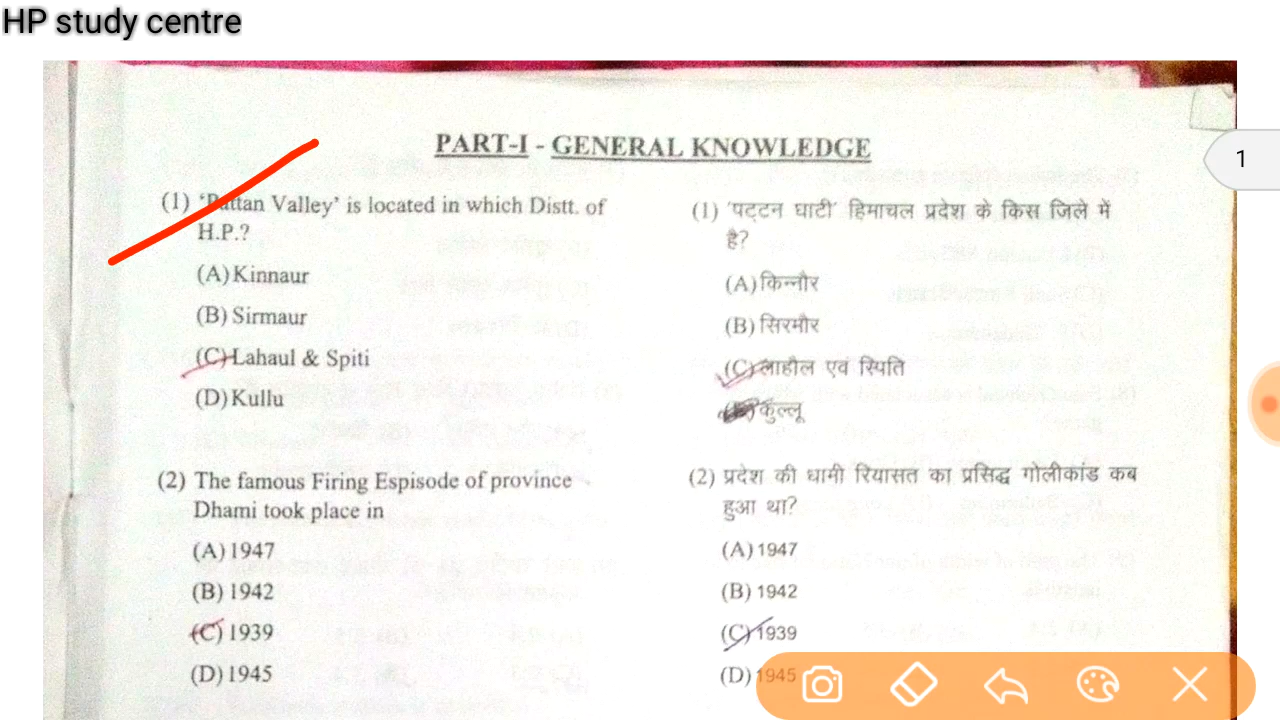 HP study centre
PART-I - GENERAL KNOWLEDGE
1
(1) 'Pattan Valley' is located in which Distt. of
H.P.?
(A) Kinnaur
(B) Sirmaur
(C) Lahaul & Spiti
(D) Kullu
(2) The famous Firing Espisode of province
Dhami took place in
(A) 1947
(B) 1942
(C) 1939
(D) 1945
(1) 'पट्टन घाटी' हिमाचल प्रदेश के किस जिले में
है?
(A) किन्नौर
(B) सिरमौर
(C) लाहौल एवं स्पिति
कुल्लू
(2) प्रदेश की धामी रियासत का प्रसिद्ध गोलीकांड कब
हुआ था?
(A) 1947
(B) 1942
(C) 1939
(D) 1945